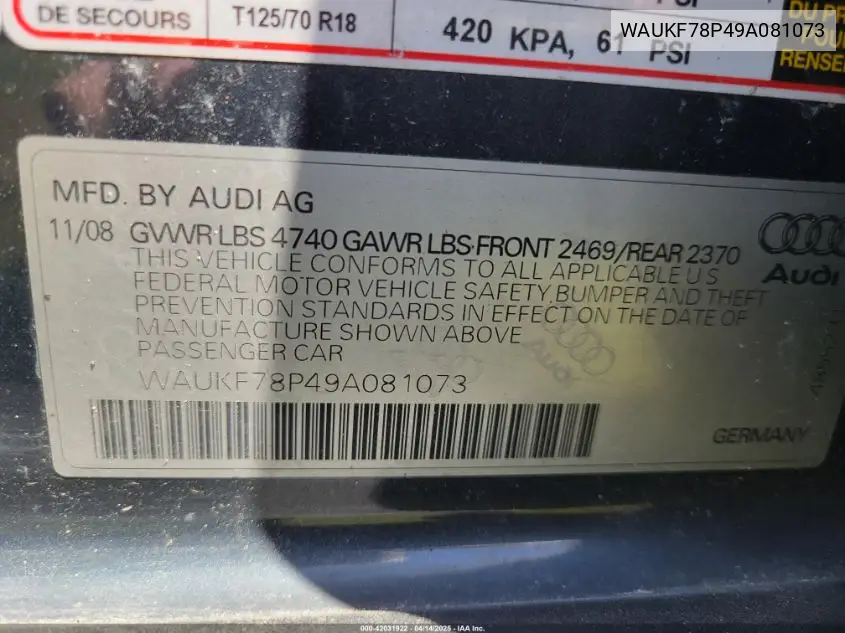 DE SECOURS
T125/70 R18
420 KPA, 61 PSI
DU
POUR
RENSE
WAUKF78P49A081073
MFD. BY AUDI AG
11/08 GVWR LBS 4740 GAWR LBS·FRONT 2469/REAR 2370
THIS VEHICLE CONFORMS TO ALL APPLICABLE U S
FEDERAL MOTOR VEHICLE SAFETY,BUMPER AND THEFT
PREVENTION STANDARDS IN EFFECT ON THE DATE OF
MANUFACTURE SHOWN ABOVE
PASSENGER CAR
WAUKF78P49A081073
Audi
Audi
GERMANY
000-42031922 - 04/14/2025 - IAA Inc.